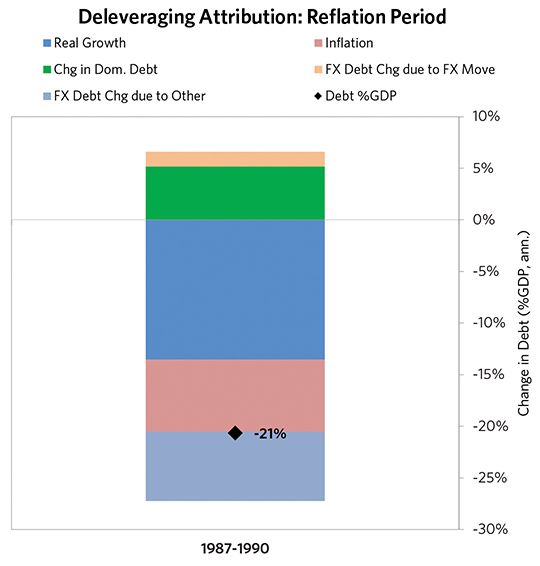 Deleveraging Attribution: Reflation Period
Real Growth
Inflation
Chg in Dom. Debt
FX Debt Chg due to FX Move
FX Debt Chg due to Other
Debt %GDP
10%
5%
0%
-5%
-10%
-15%
-20%
-25%
-30%
Change in Debt (%GDP, ann.)
-21%
1987-1990